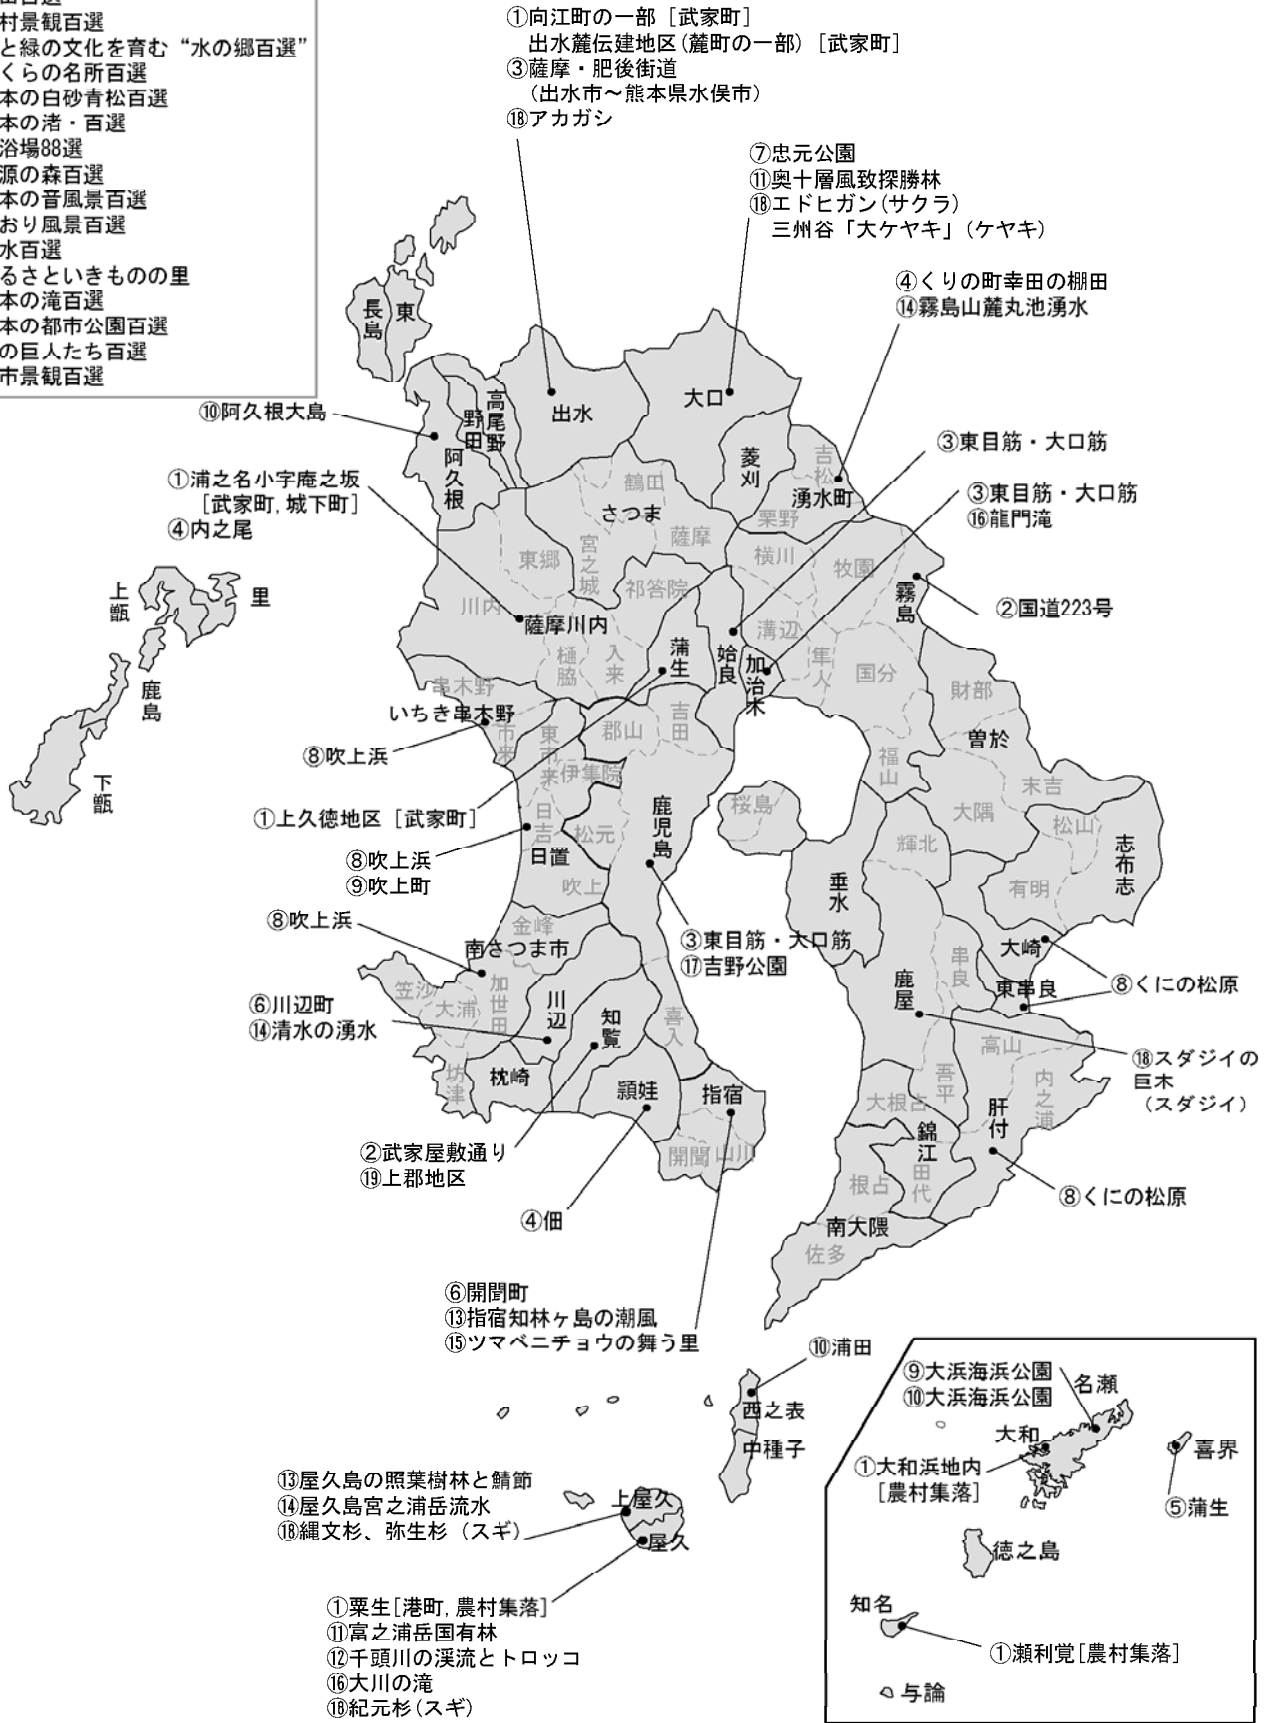 村景観百選
と緑の文化を育む“水の郷百選”
くらの名所百選
本の白砂青松百選
本の渚・百選
浴場88選
源の森百選
本の音風景百選
おり風景百選
水百選
るさといきものの里
本の滝百選
本の都市公園百選
の巨人たち百選
市景観百選
①向江町の一部［武家町］
出水麓伝建地区(麓町の一部)［武家町］
③薩摩・肥後街道
（出水市～熊本県水俣市）
⑱アカガシ
⑦忠元公園
⑪奥十層風致探勝林
⑱エドヒガン(サクラ)
三州谷「大ケヤキ」(ケヤキ)
④くりの町幸田の棚田
⑭霧島山麓丸池湧水
長島
東
⑩阿久根大島
野田
高尾野
出水
大口
阿久根
菱刈
吉松
湧水町
栗野
③東目筋・大口筋
①浦之名小字庵之坂
［武家町,城下町］
④内之尾
鶴田
さつま
薩摩
宮之城
東郷
祁答院
横川
牧園
霧島
③東目筋・大口筋
⑯龍門滝
②国道223号
上甑
里
鹿島
下甑
川内
薩摩川内
樋脇
入来
蒲生
姶良
加治木
溝辺
隼人
国分
財部
串木野
いちき串木野
市来
東市来
郡山
吉田
福山
曽於
末吉
⑧吹上浜
伊集院
①上久徳地区［武家町］
日吉
松元
鹿児島
桜島
大隅
輝北
松山
志布志
有明
⑧吹上浜
⑨吹上町
日置
吹上
垂水
⑧吹上浜
金峰
南さつま市
③東目筋・大口筋
⑰吉野公園
大崎
串良
鹿屋
東串良
⑧くにの松原
笠沙
大浦
加世田
⑥川辺町
⑭清水の湧水
川辺
知覧
喜入
高山
⑱スダジイの
巨木
（スダジイ）
坊津
枕崎
頴娃
指宿
吾平
内之浦
大根占
肝付
錦江
②武家屋敷通り
⑲上郡地区
開聞
山川
根占
田代
⑧くにの松原
④佃
南大隈
佐多
⑥開聞町
⑬指宿知林ヶ島の潮風
⑮ツマベニチョウの舞う里
⑩浦田
西之表
中種子
⑬屋久島の照葉樹林と鯖節
⑭屋久島宮之浦岳流水
⑱縄文杉、弥生杉（スギ）
上屋久
屋久
①粟生[港町,農村集落]
⑪富之浦岳国有林
⑫千頭川の渓流とトロッコ
⑯大川の滝
⑱紀元杉(スギ)
⑨大浜海浜公園
⑩大浜海浜公園
名瀬
大和
①大和浜地内
[農村集落]
喜界
⑤蒲生
徳之島
知名
①瀬利覚[農村集落]
与論